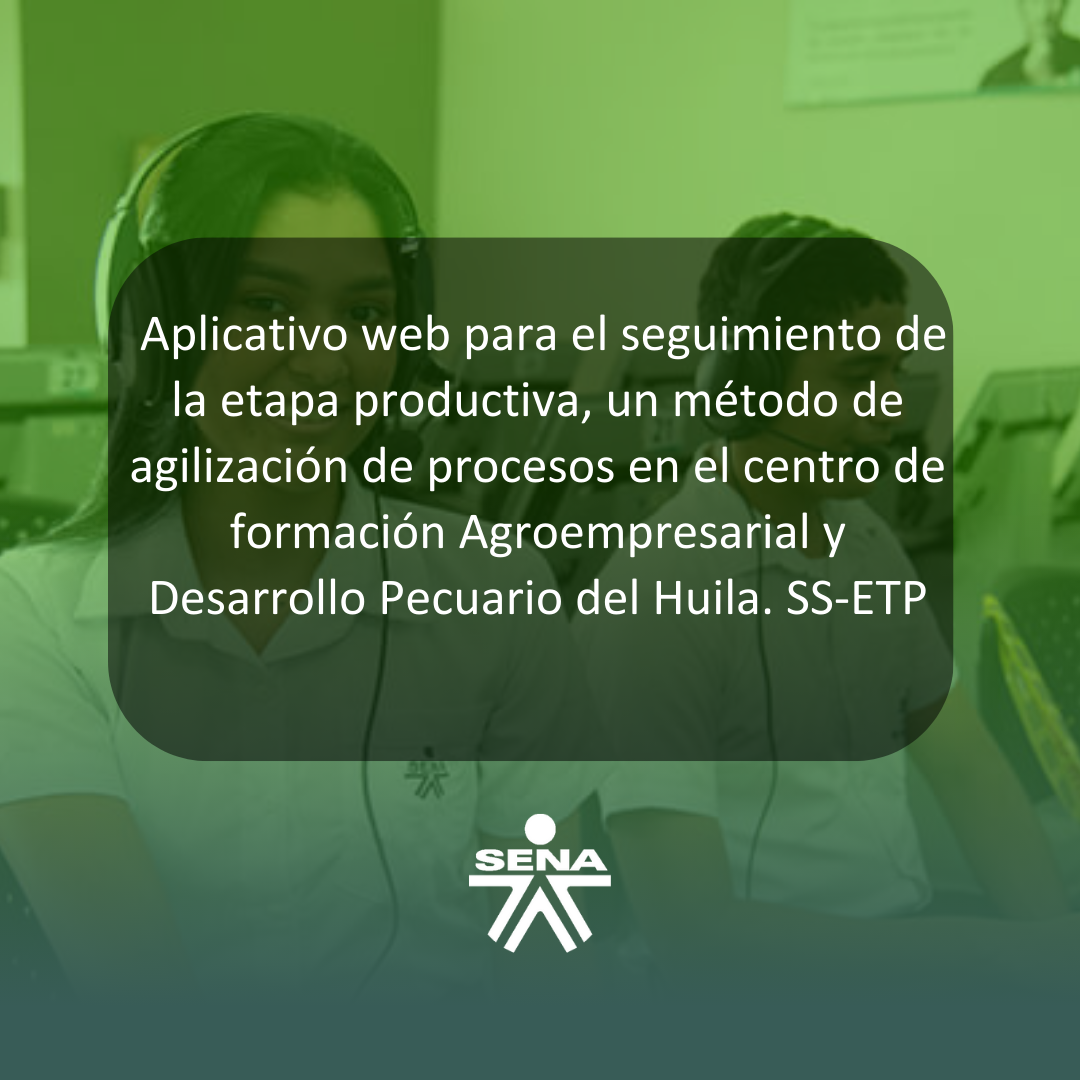 Aplicativo web para el seguimiento de
la etapa productiva, un método de
agilización de procesos en el centro de
formación Agroempresarial y
Desarrollo Pecuario del Huila. SS-ETP
SENA
SENA